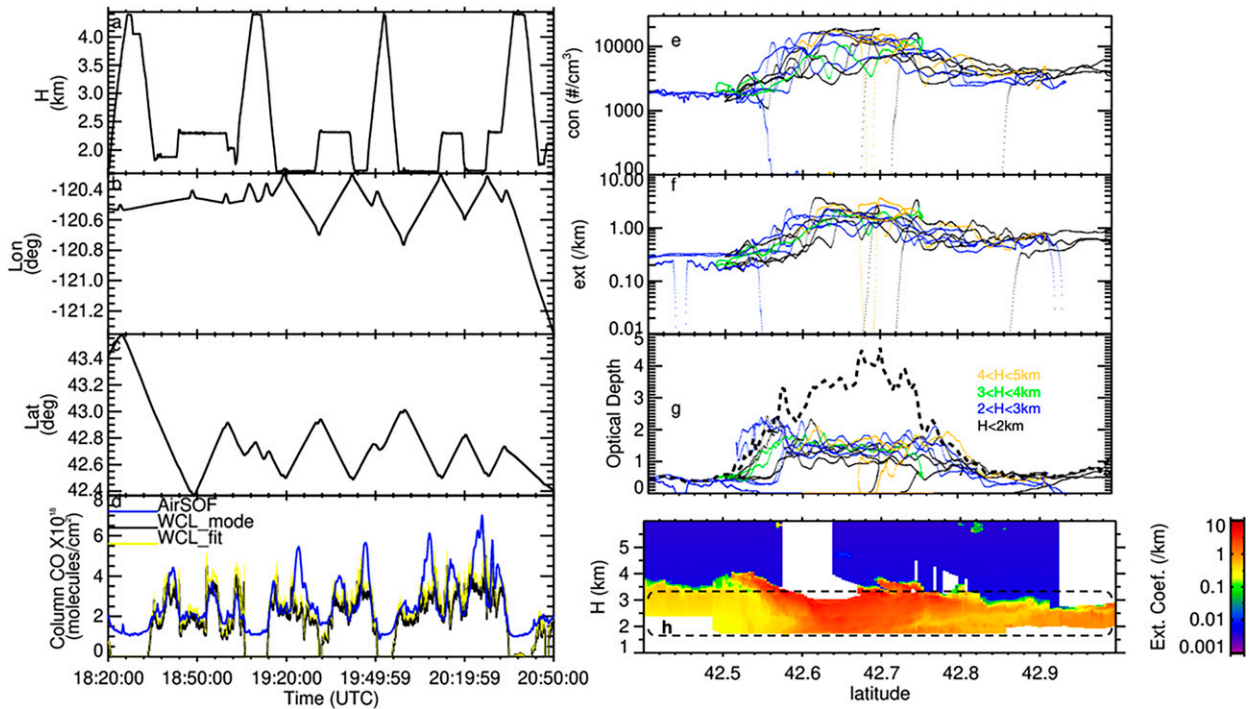 a
4.0
3.5
3.0
2.5
2.0
H
(km)
b
-120.4
-120.6
-120.8
-121.0
-121.2
Lon
(deg)
c
43.4
43.2
43.0
42.8
42.6
42.4
Lat
(deg)
d
8
6
4
2
0
AirSOF
WCL_mode
WCL_fit
Column CO X10¹⁸
(molecules/cm²)
18:20:00 18:50:00 19:20:00 19:49:59 20:19:59 20:50:00
Time (UTC)
e
10000
1000
100
con (#/cm³)
f
10.00
1.00
0.10
0.01
ext (/km)
g
5
4
3
2
1
0
Optical Depth
4<H<5km
3<H<4km
2<H<3km
H<2km
h
5
4
3
2
1
H (km)
42.5 42.6 42.7 42.8 42.9
latitude
10
1
0.1
0.01
0.001
Ext. Coef. (/km)